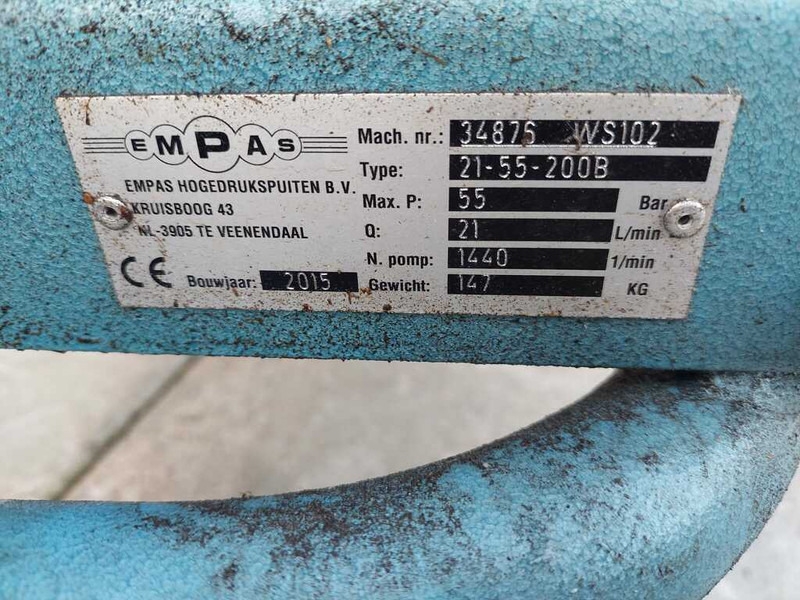 EMPAS
EMPAS HOGEDRUKSPUITEN B.V.
KRUISBOOG 43
NL-3905 TE VEENENDAAL
CE Bouwjaar: 2015
Mach. nr.: 34876 WS102
Type: 21-55-200B
Max. P: 55 Bar
Q: 21 L/min
N. pomp: 1440 1/min
Gewicht: 147 KG